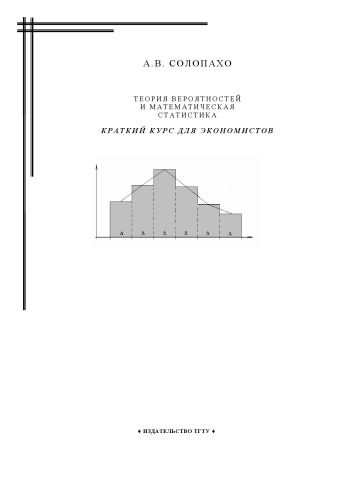 А.В. СОЛОПАХО
ТЕОРИЯ ВЕРОЯТНОСТЕЙ
И МАТЕМАТИЧЕСКАЯ
СТАТИСТИКА
КРАТКИЙ КУРС ДЛЯ ЭКОНОМИСТОВ
Δ Δ Δ Δ Δ Δ
♦ ИЗДАТЕЛЬСТВО ТГТУ ♦